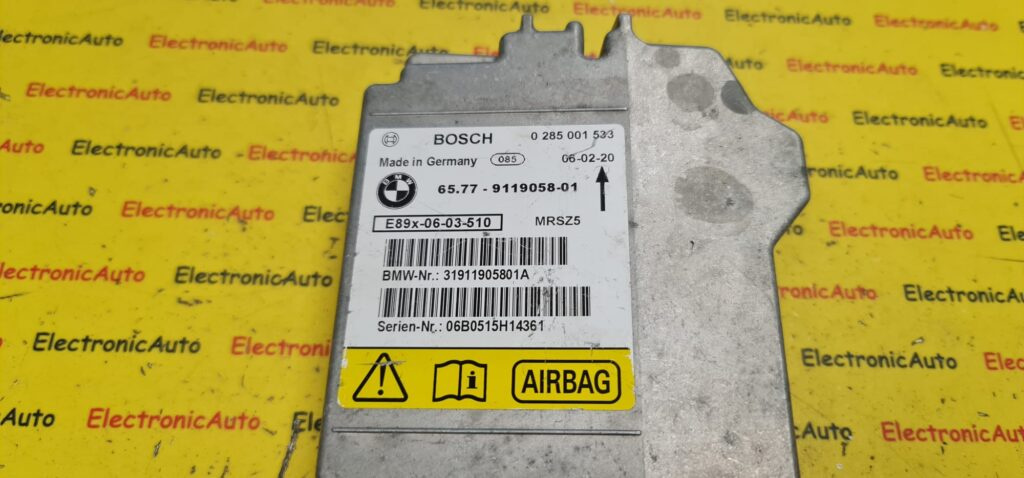 BOSCH 0 285 001 533
Made in Germany 085 06-02-20
BMW 65.77 - 9119058-01
E89x-06-03-510 MRSZ5
BMW-Nr.: 31911905801A
Serien-Nr.: 06B0515H14361
AIRBAG
ElectronicAuto